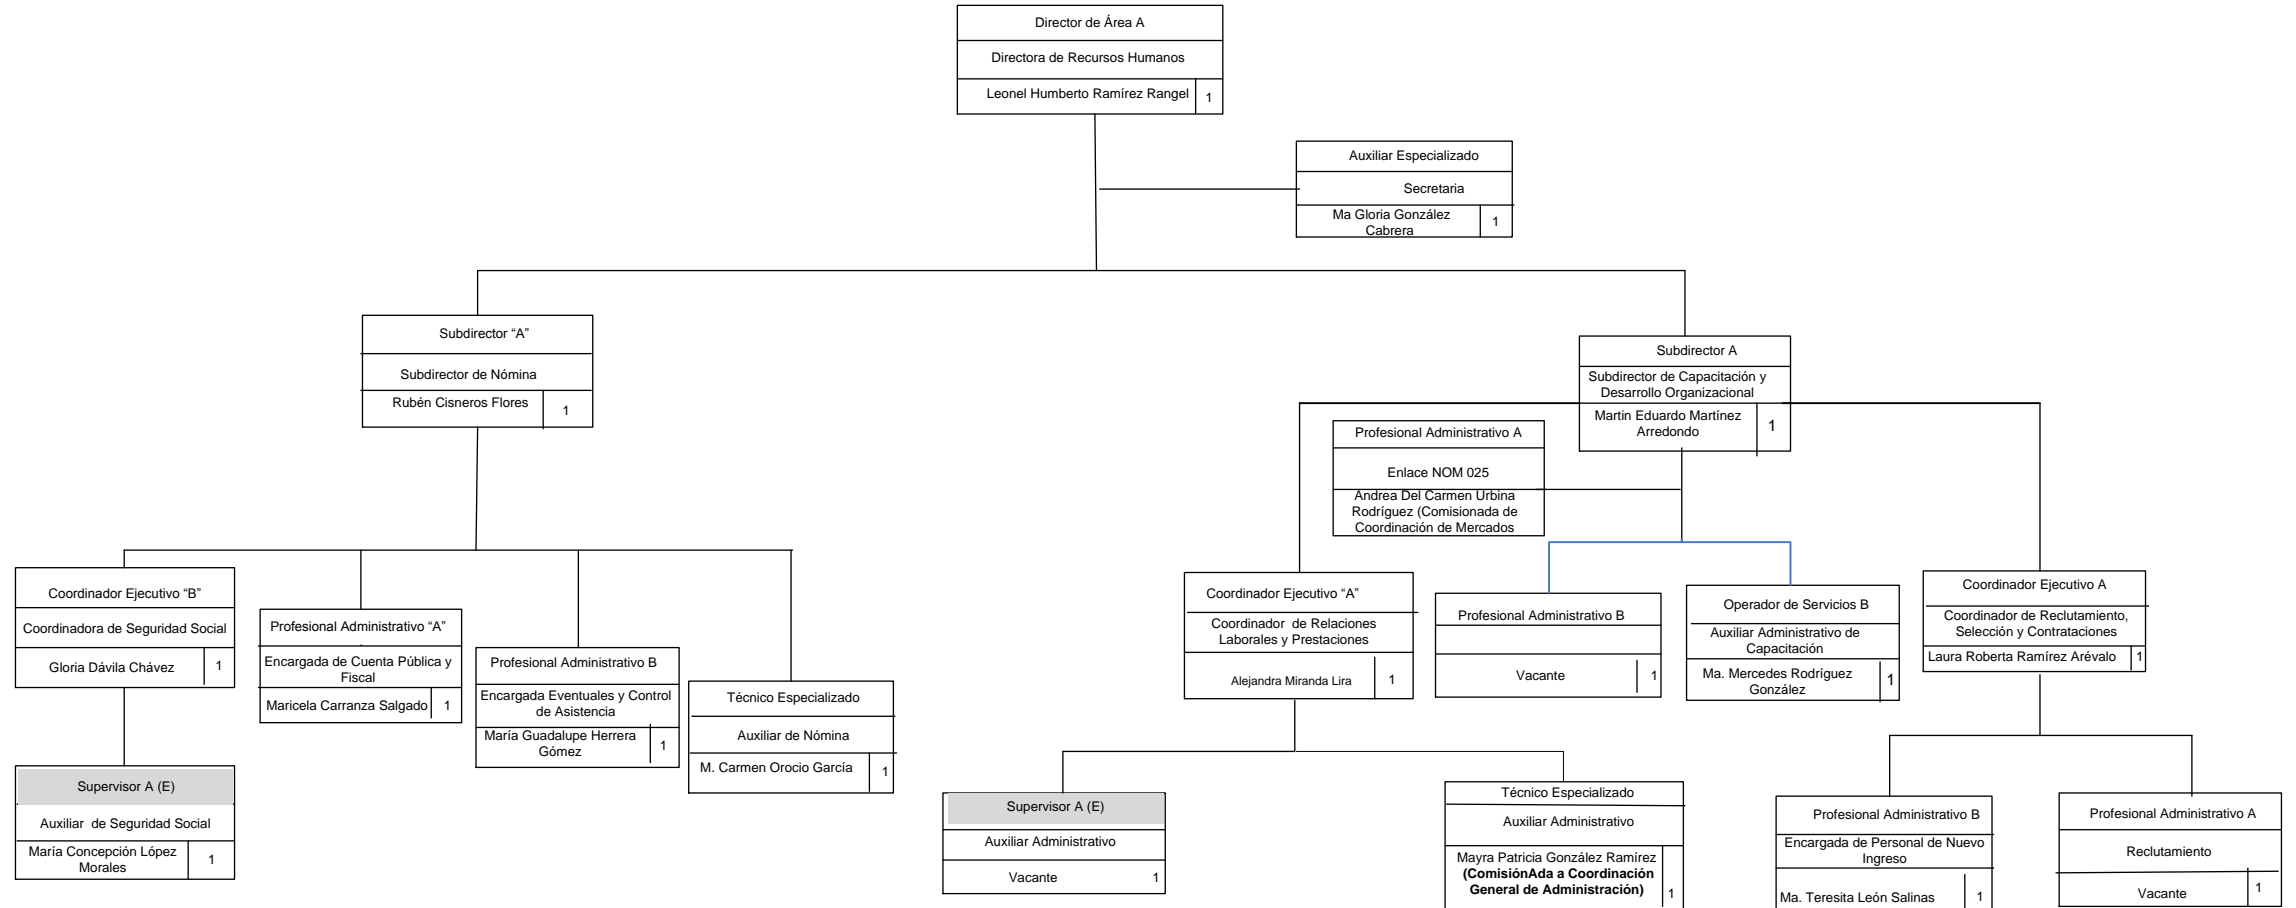 Director de Área A
Directora de Recursos Humanos
Leonel Humberto Ramírez Rangel
1
Auxiliar Especializado
Secretaria
Ma Gloria González
Cabrera
1
Subdirector “A”
Subdirector de Nómina
Rubén Cisneros Flores
1
Subdirector A
Subdirector de Capacitación y
Desarrollo Organizacional
Martin Eduardo Martínez
Arredondo
1
Profesional Administrativo A
Enlace NOM 025
Andrea Del Carmen Urbina
Rodríguez (Comisionada de
Coordinación de Mercados
Coordinador Ejecutivo “B”
Coordinadora de Seguridad Social
Gloria Dávila Chávez
1
Profesional Administrativo “A”
Encargada de Cuenta Pública y
Fiscal
Maricela Carranza Salgado
1
Profesional Administrativo B
Encargada Eventuales y Control
de Asistencia
María Guadalupe Herrera
Gómez
1
Técnico Especializado
Auxiliar de Nómina
M. Carmen Orocio García
1
Coordinador Ejecutivo “A”
Coordinador de Relaciones
Laborales y Prestaciones
Alejandra Miranda Lira
1
Profesional Administrativo B
Vacante
1
Operador de Servicios B
Auxiliar Administrativo de
Capacitación
Ma. Mercedes Rodríguez
González
1
Coordinador Ejecutivo A
Coordinador de Reclutamiento,
Selección y Contrataciones
Laura Roberta Ramírez Arévalo
1
Supervisor A (E)
Auxiliar de Seguridad Social
María Concepción López
Morales
1
Supervisor A (E)
Auxiliar Administrativo
Vacante
1
Técnico Especializado
Auxiliar Administrativo
Mayra Patricia González Ramírez
(ComisiónAda a Coordinación
General de Administración)
1
Profesional Administrativo B
Encargada de Personal de Nuevo
Ingreso
Ma. Teresita León Salinas
1
Profesional Administrativo A
Reclutamiento
Vacante
1